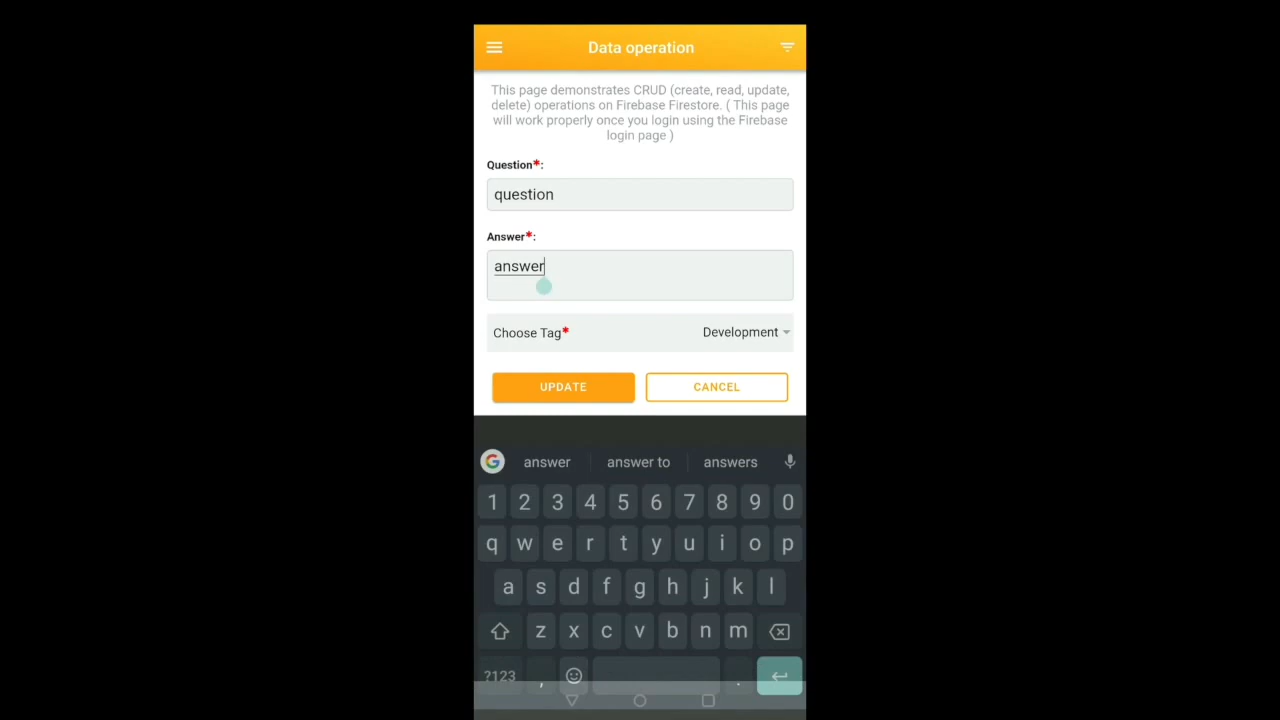 Data operation
This page demonstrates CRUD (create, read, update,
delete) operations on Firebase Firestore. ( This page
will work properly once you login using the Firebase
login page )
Question*:
question
Answer*:
answer
Choose Tag* Development
UPDATE CANCEL
G answer answer to answers
1 2 3 4 5 6 7 8 9 0
q w e r t y u i o p
a s d f g h j k l
z x c v b n m
?123 , .